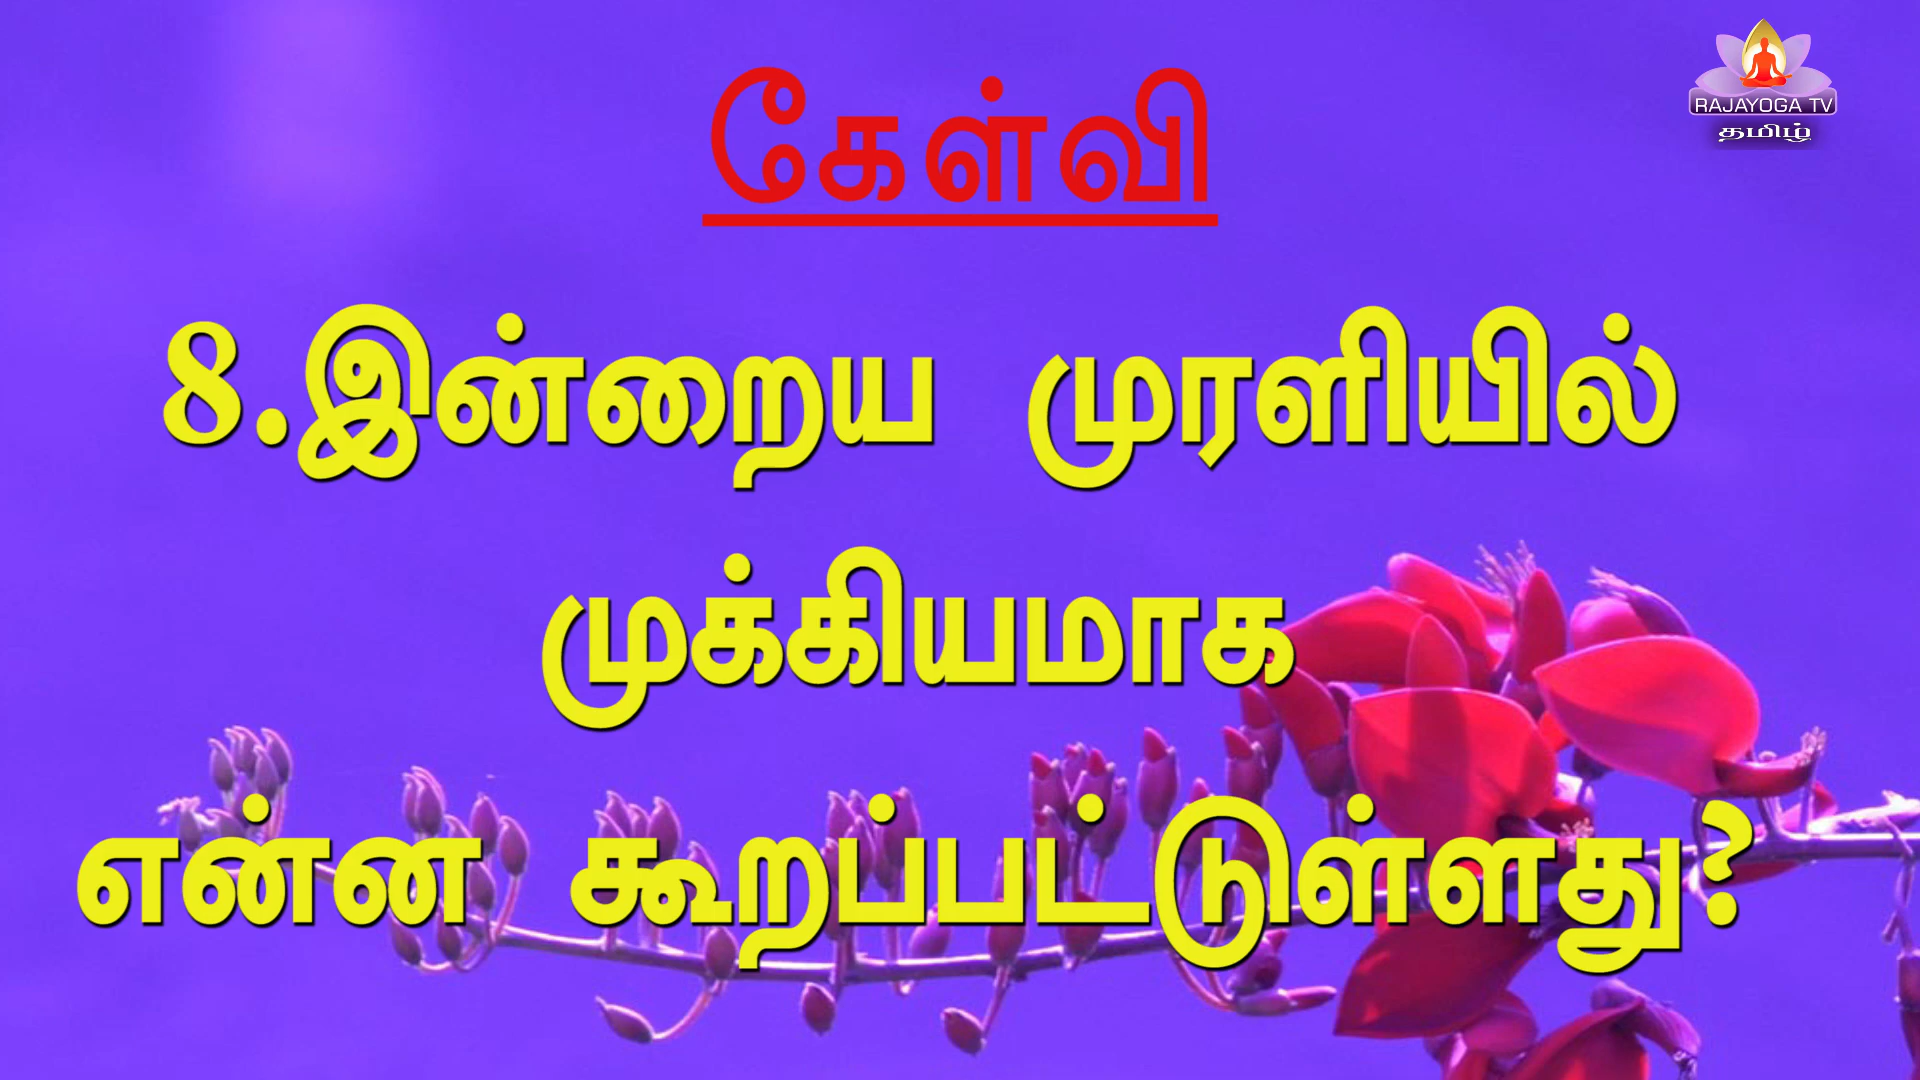 RAJAYOGA TV
தமிழ்
கேள்வி
8.இன்றைய முரளியில்
முக்கியமாக
என்ன கூறப்பட்டுள்ளது?